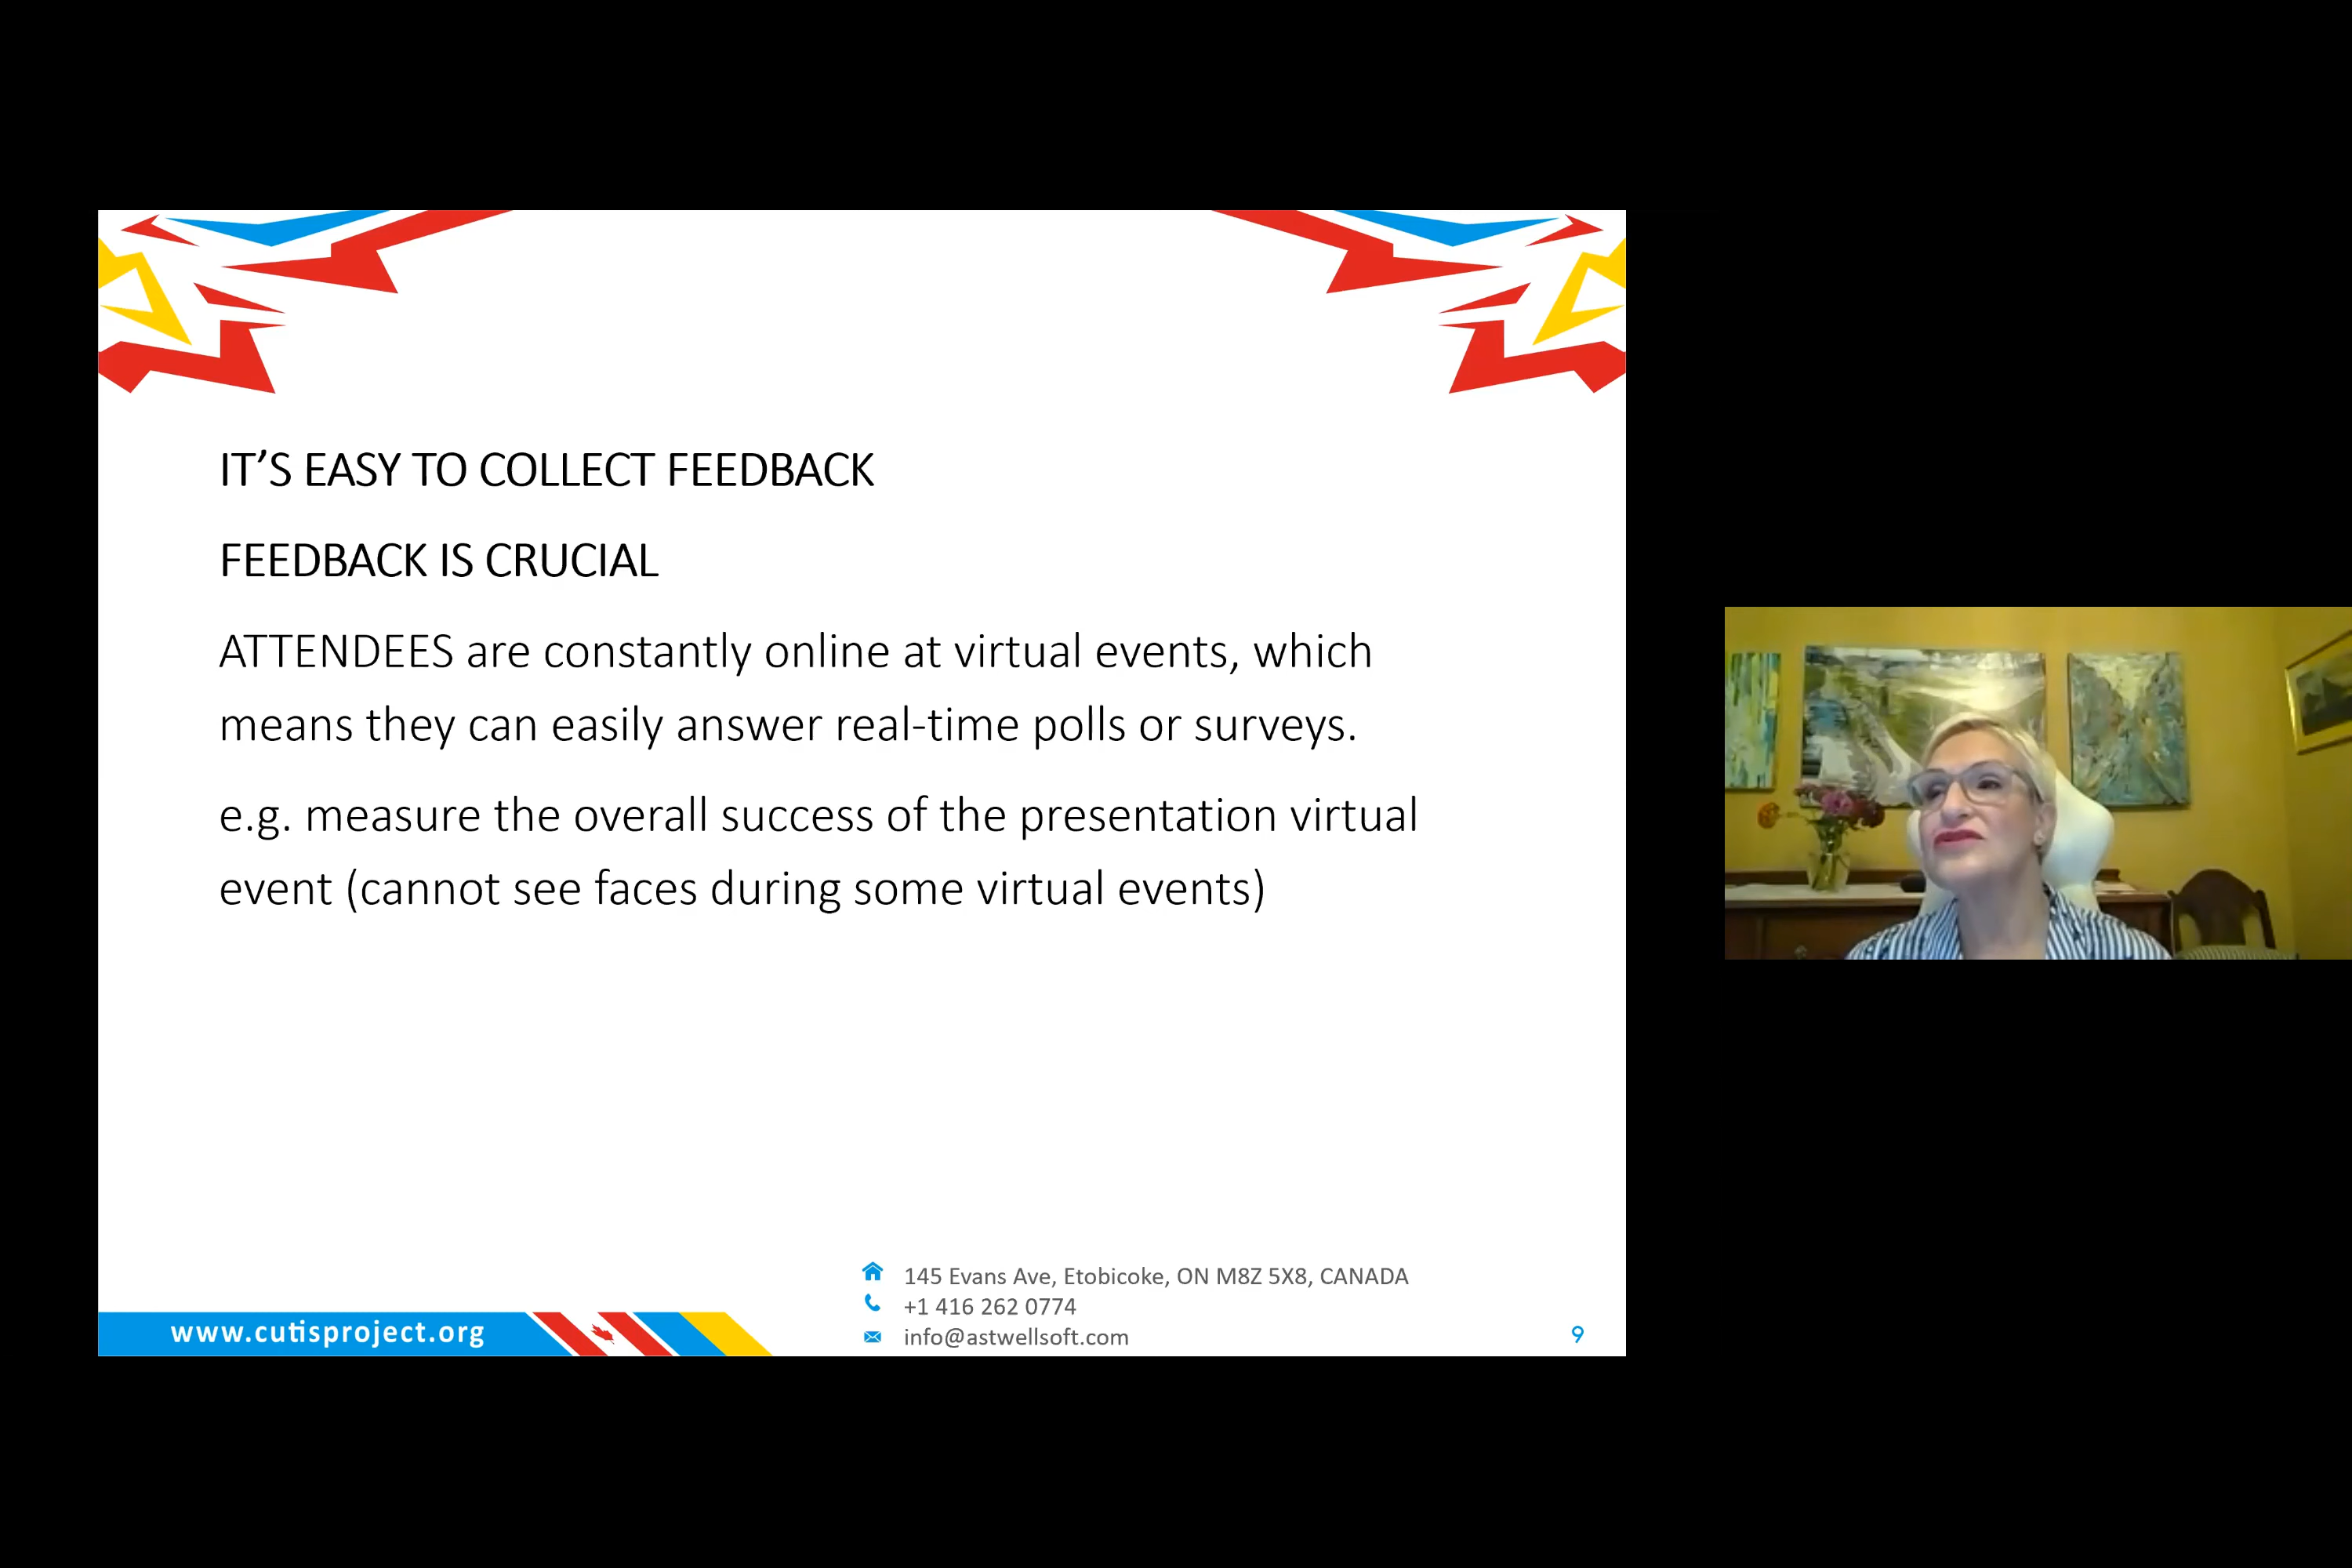 IT’S EASY TO COLLECT FEEDBACK
FEEDBACK IS CRUCIAL
ATTENDEES are constantly online at virtual events, which
means they can easily answer real-time polls or surveys.
e.g. measure the overall success of the presentation virtual
event (cannot see faces during some virtual events)
145 Evans Ave, Etobicoke, ON M8Z 5X8, CANADA
+1 416 262 0774
info@astwellsoft.com
www.cutisproject.org
9